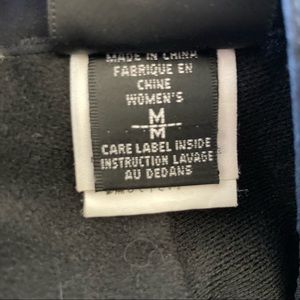 MADE IN CHINA
FABRIQUE EN
CHINE
WOMEN'S
M
M
CARE LABEL INSIDE
INSTRUCTION LAVAGE
AU DEDANS